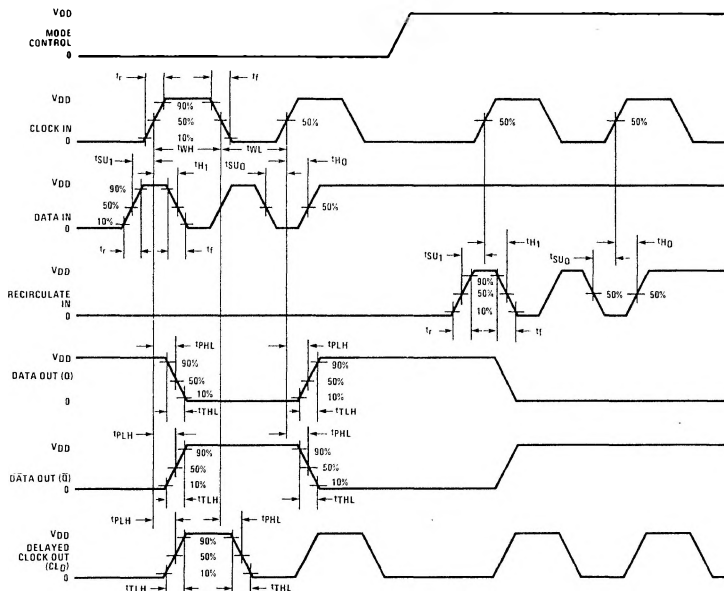 VDD
MODE
CONTROL
0
tr
tf
VDD
90%
50%
50%
50%
50%
CLOCK IN
10%
0
tWH
tWL
tSU1
tH1
tSU0
tH0
VDD
90%
DATA IN
50%
50%
10%
0
tr
tf
tSU1
tH1
tSU0
tH0
VDD
90%
RECIRCULATE
IN
50%
50%
50%
10%
0
tr
tf
tPHL
tPLH
VDD
90%
90%
DATA OUT (Q)
50%
50%
10%
10%
0
tTHL
tTLH
tPLH
tPHL
VDD
90%
90%
D̅A̅TA OUT (Q̅)
50%
50%
10%
10%
0
tTLH
tTHL
tPLH
tPHL
VDD
90%
DELAYED
CLOCK OUT
(CLD)
50%
10%
0
tTLH
tTHL